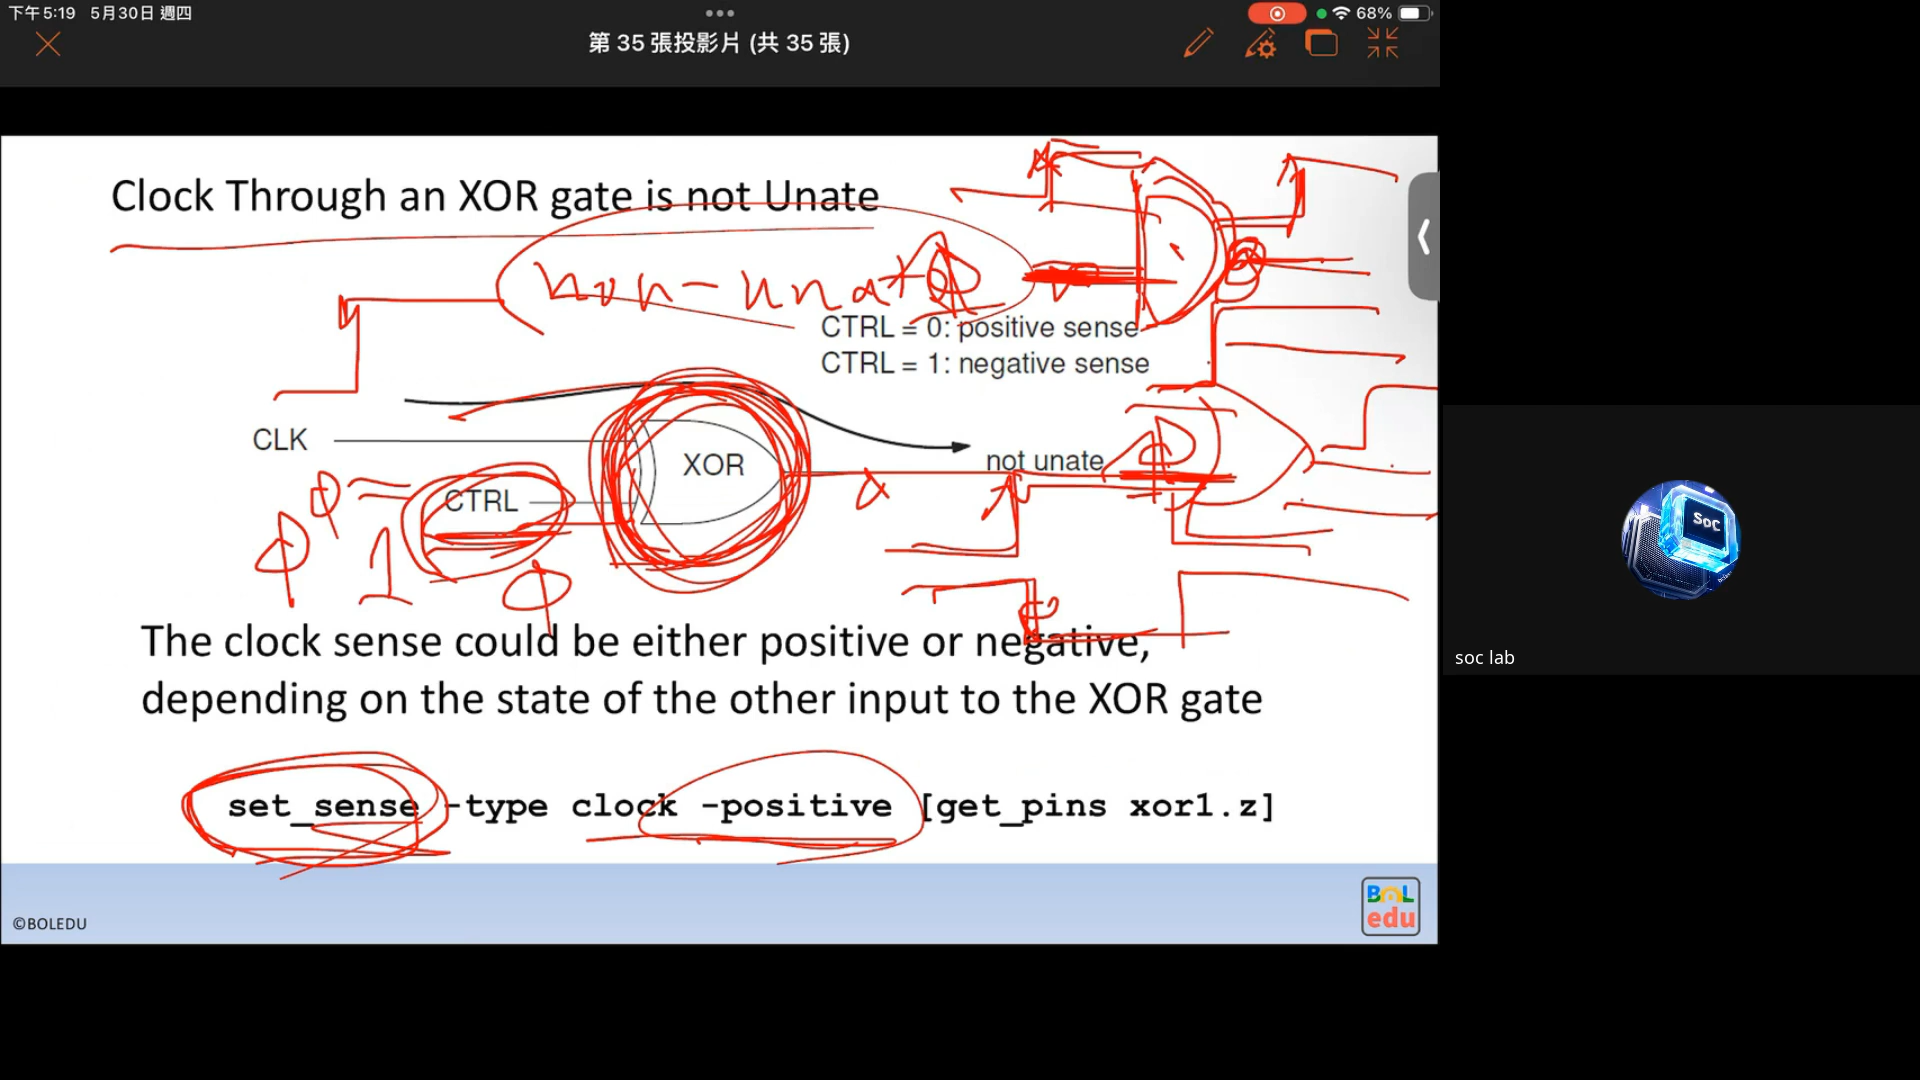 下午5:19 5月30日 週四
68%
第 35 張投影片 (共 35 張)
Clock Through an XOR gate is not Unate
non-unate
CTRL = 0: positive sense
CTRL = 1: negative sense
CLK
XOR
not unate
CTRL
1
The clock sense could be either positive or negative,
depending on the state of the other input to the XOR gate
set_sense -type clock -positive [get_pins xor1.z]
©BOLEDU
BOL
edu
SoC
soc lab